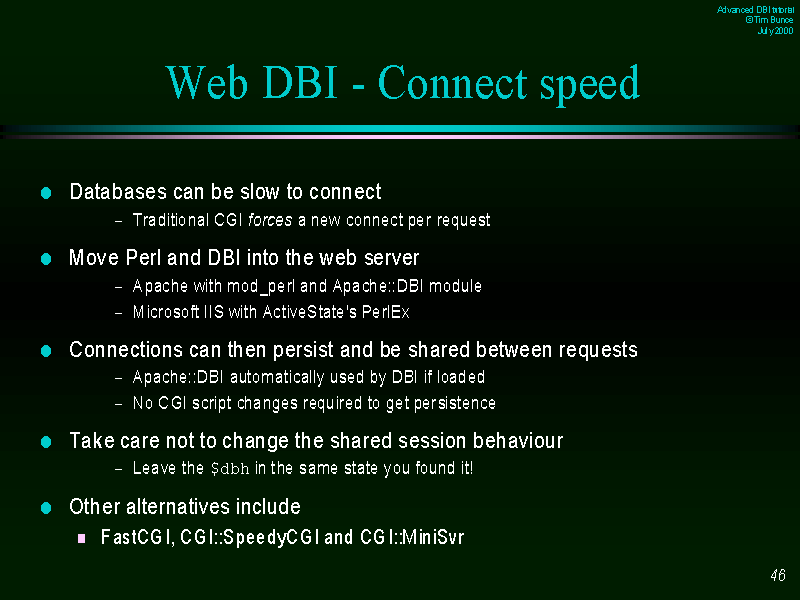 Advanced DBI tutorial
© Tim Bunce
July 2000
Web DBI - Connect speed
Databases can be slow to connect
– Traditional CGI forces a new connect per request
Move Perl and DBI into the web server
– Apache with mod_perl and Apache::DBI module
– Microsoft IIS with ActiveState's PerlEx
Connections can then persist and be shared between requests
– Apache::DBI automatically used by DBI if loaded
– No CGI script changes required to get persistence
Take care not to change the shared session behaviour
– Leave the $dbh in the same state you found it!
Other alternatives include
FastCGI, CGI::SpeedyCGI and CGI::MiniSvr
46